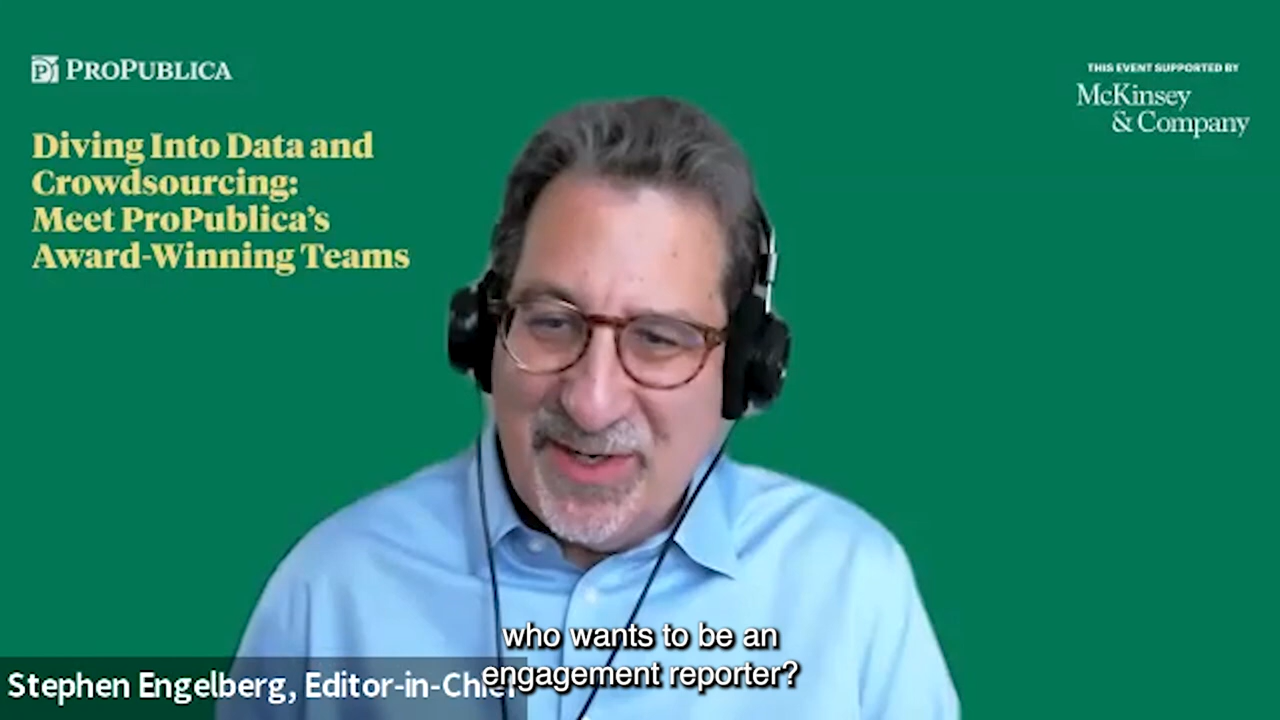 PROPUBLICA
Diving Into Data and
Crowdsourcing:
Meet ProPublica's
Award-Winning Teams
THIS EVENT SUPPORTED BY
McKinsey
& Company
who wants to be an
engagement reporter?
Stephen Engelberg, Editor-in-Chief